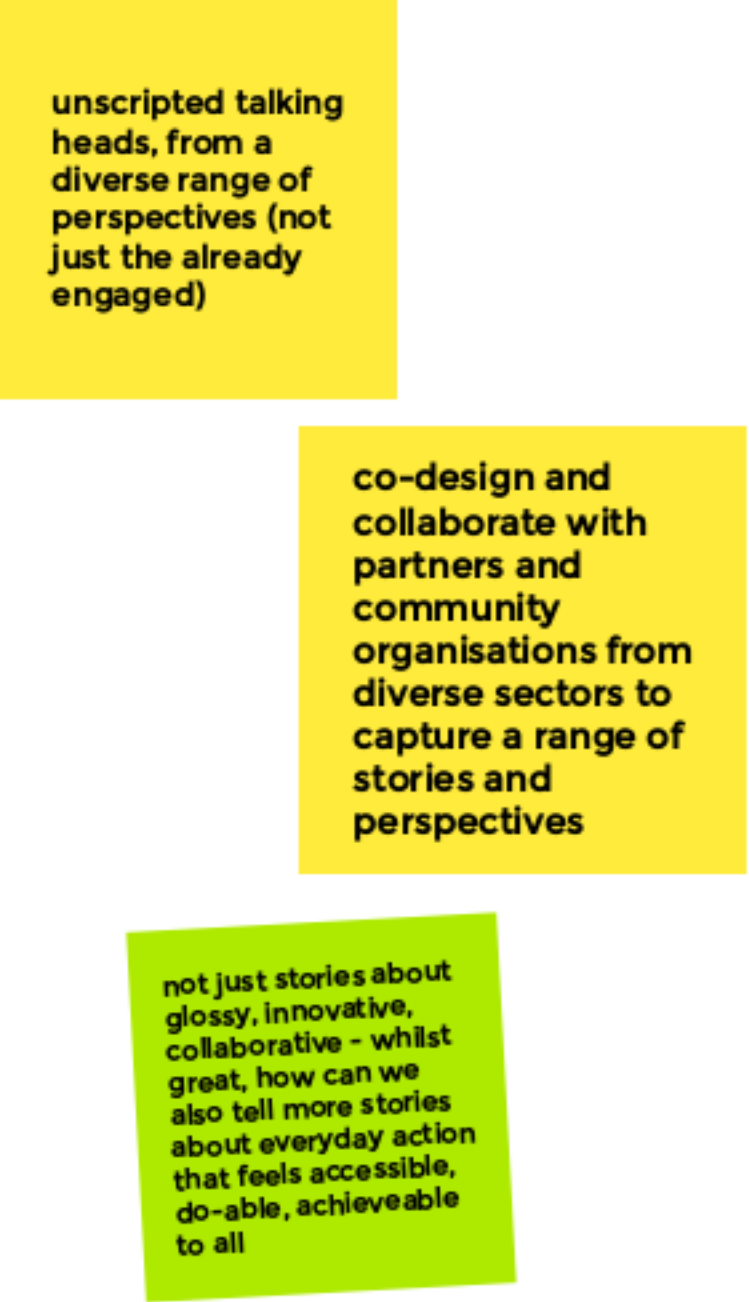 unscripted talking
heads, from a
diverse range of
perspectives (not
just the already
engaged)
co-design and
collaborate with
partners and
community
organisations from
diverse sectors to
capture a range of
stories and
perspectives
not just stories about
glossy, innovative,
collaborative - whilst
great, how can we
also tell more stories
about everyday action
that feels accessible,
do-able, achieveable
to all